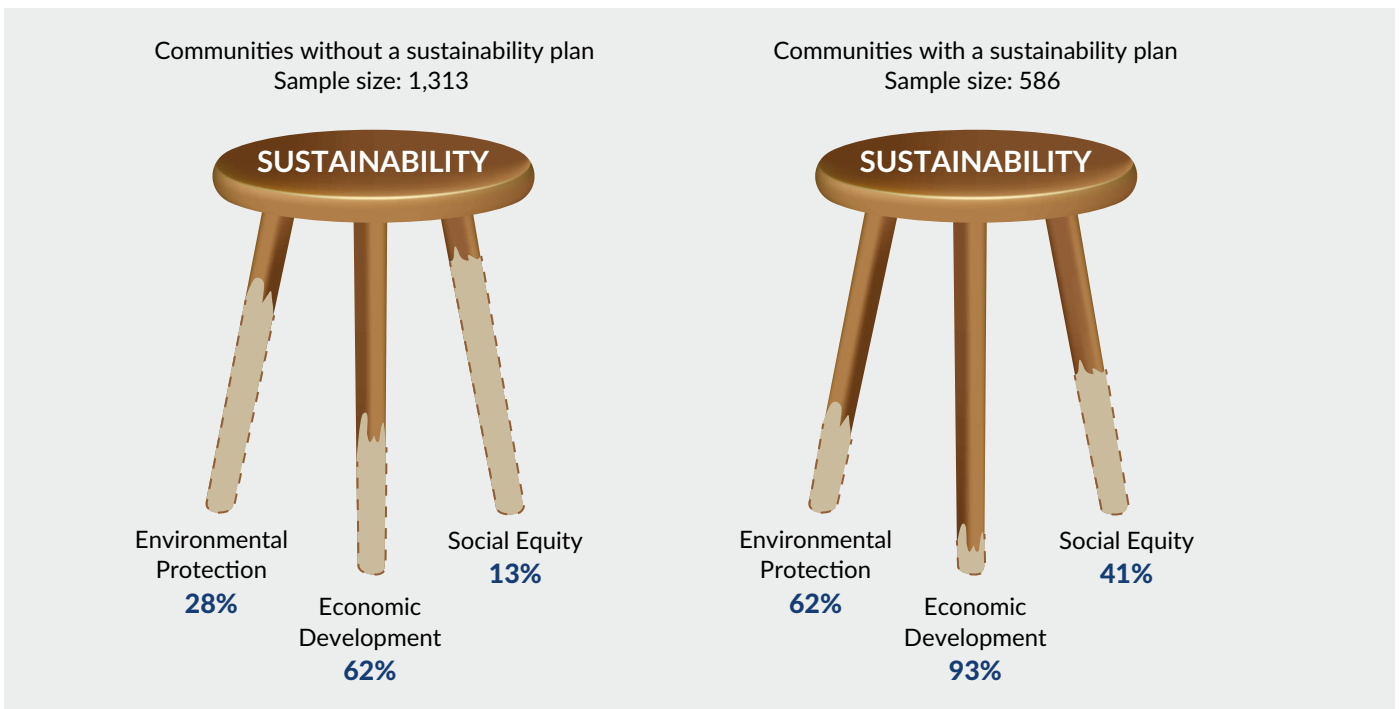 Communities without a sustainability plan
Sample size: 1,313
SUSTAINABILITY
Environmental
Protection
28%
Economic
Development
62%
Social Equity
13%
Communities with a sustainability plan
Sample size: 586
SUSTAINABILITY
Environmental
Protection
62%
Economic
Development
93%
Social Equity
41%